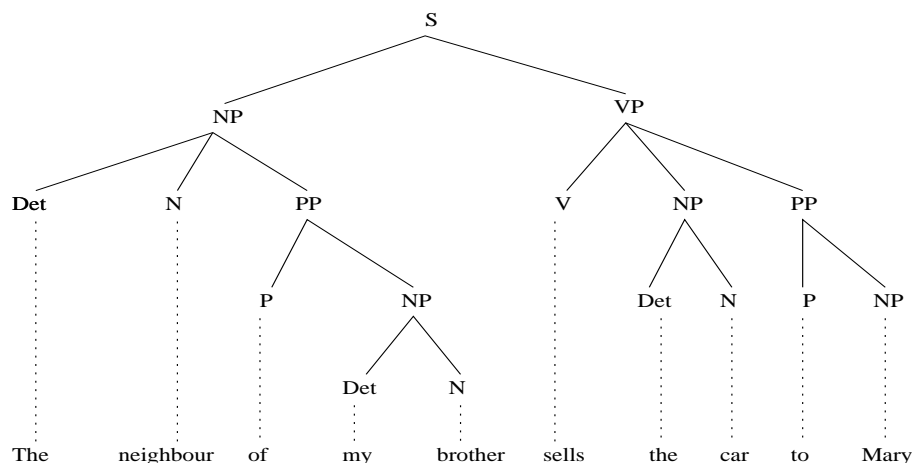 S
NP VP
Det N PP V NP PP
P NP Det N P NP
Det N
The neighbour of my brother sells the car to Mary